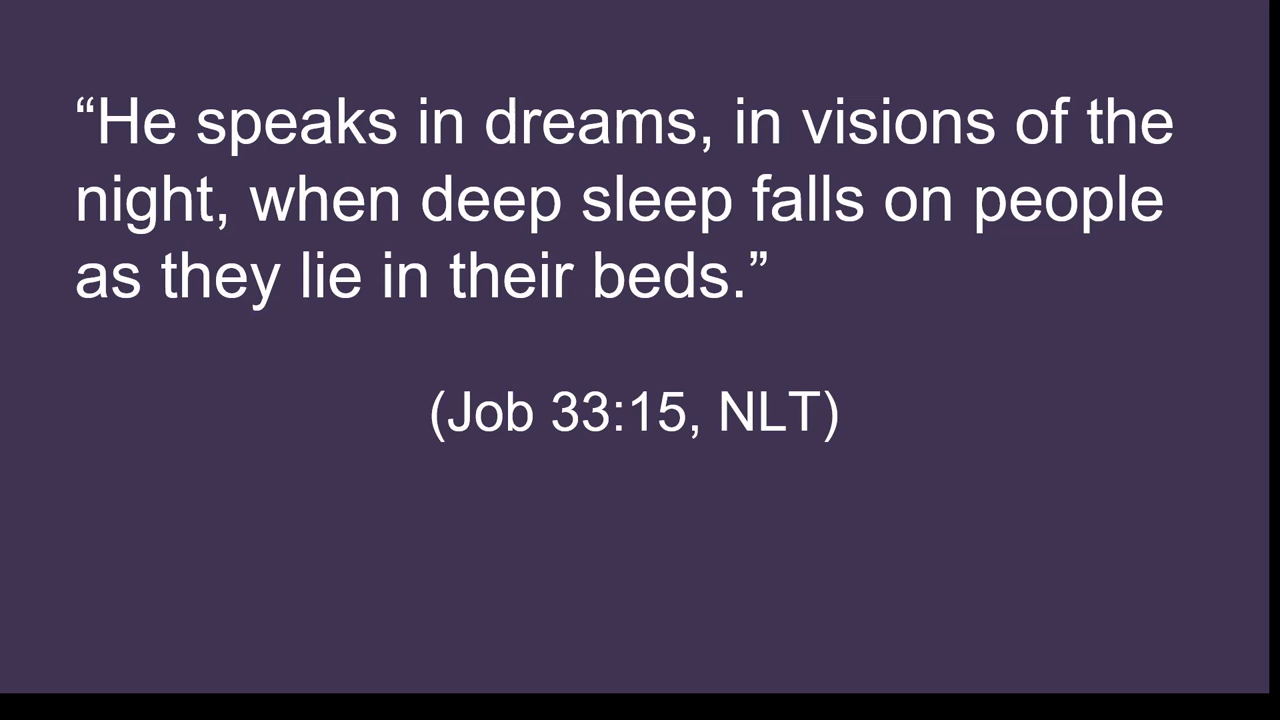 “He speaks in dreams, in visions of the
night, when deep sleep falls on people
as they lie in their beds.”
(Job 33:15, NLT)